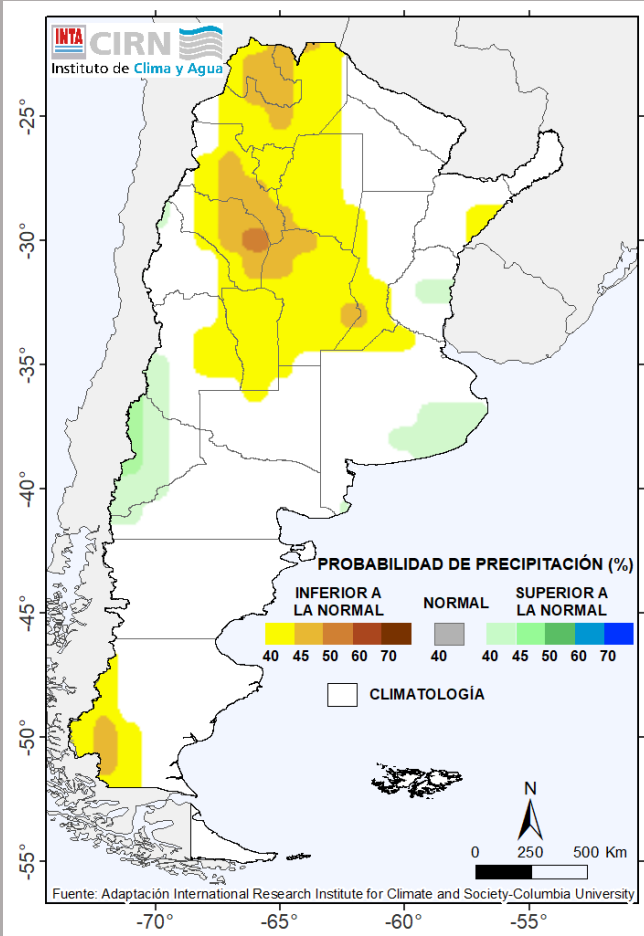 INTA CIRN
Instituto de Clima y Agua
-25°
-30°
-35°
-40°
-45°
-50°
-55°
PROBABILIDAD DE PRECIPITACIÓN (%)
INFERIOR A
LA NORMAL
NORMAL
SUPERIOR A
LA NORMAL
40 45 50 60 70
40
40 45 50 60 70
CLIMATOLOGÍA
N
0 250 500 Km
Fuente: Adaptación International Research Institute for Climate and Society-Columbia University
-70° -65° -60° -55°